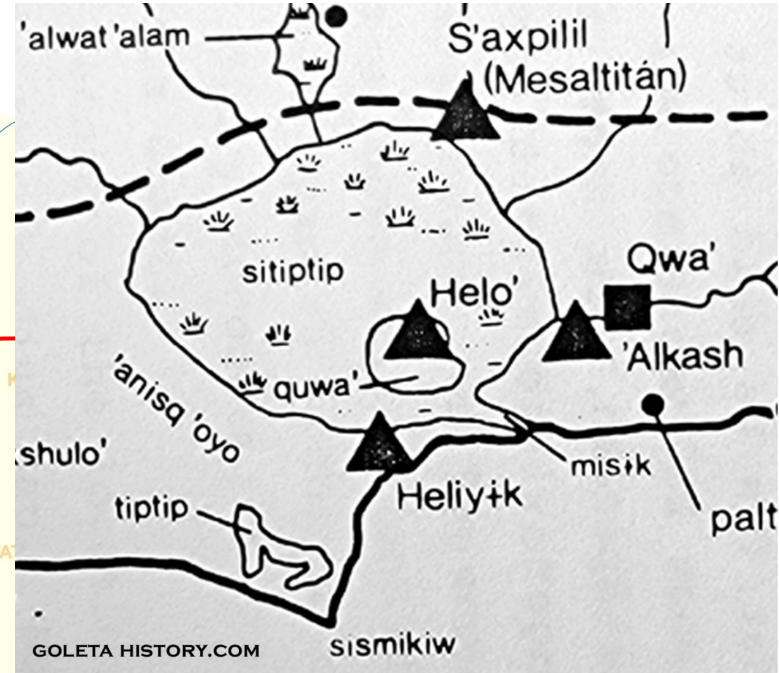 'alwat 'alam
S'axpilil
(Mesaltitán)
sitiptip
Helo'
Qwa'
'Alkash
quwa'
'anisq 'oyo
shulo'
misɨk
Heliyɨk
tiptip
palt
sismikiw
GOLETA HISTORY.COM